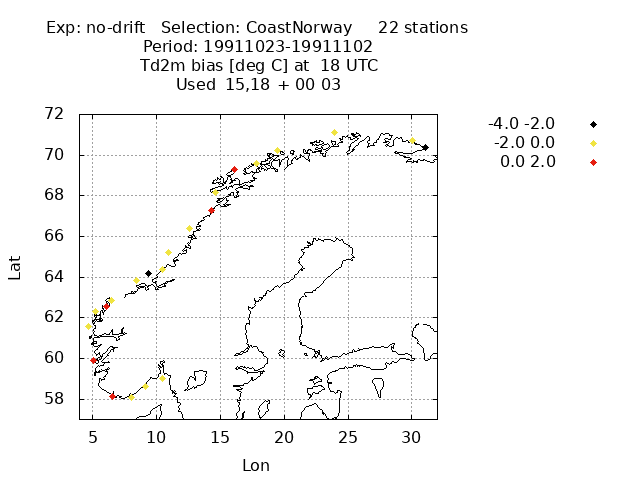 Exp: no-drift   Selection: CoastNorway     22 stations
Period: 19911023-19911102
Td2m bias [deg C] at  18 UTC
Used  15,18 + 00 03
-4.0 -2.0
-2.0 0.0
0.0 2.0
72
70
68
66
64
62
60
58
Lat
5 10 15 20 25 30
Lon